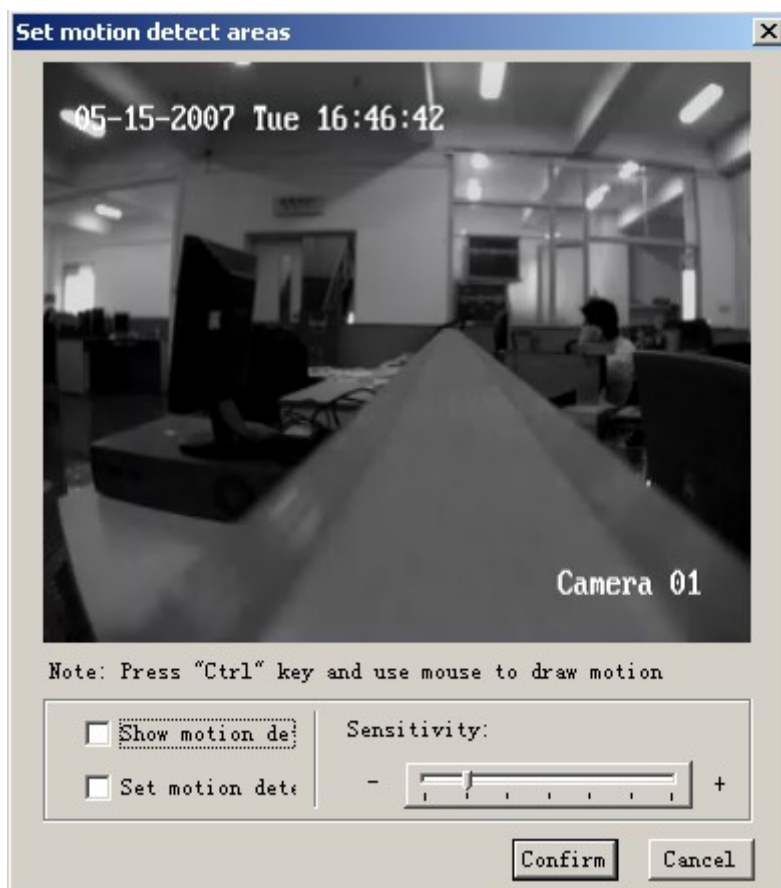 Set motion detect areas
05-15-2007 Tue 16:46:42
Camera 01
Note: Press "Ctrl" key and use mouse to draw motion
Show motion de
Sensitivity:
- +
Set motion dete
Confirm Cancel